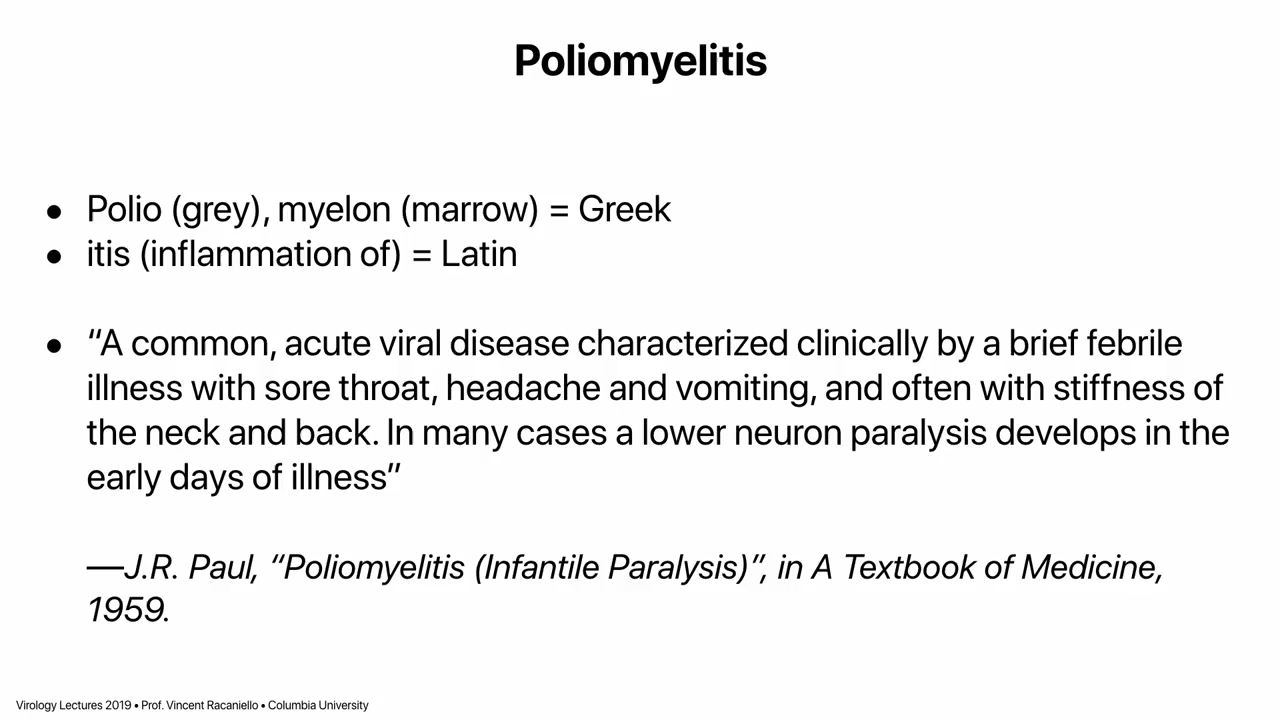 Poliomyelitis
• Polio (grey), myelon (marrow) = Greek
• itis (inflammation of) = Latin
• “A common, acute viral disease characterized clinically by a brief febrile
illness with sore throat, headache and vomiting, and often with stiffness of
the neck and back. In many cases a lower neuron paralysis develops in the
early days of illness”
—J.R. Paul, “Poliomyelitis (Infantile Paralysis)”, in A Textbook of Medicine,
1959.
Virology Lectures 2019 • Prof. Vincent Racaniello • Columbia University